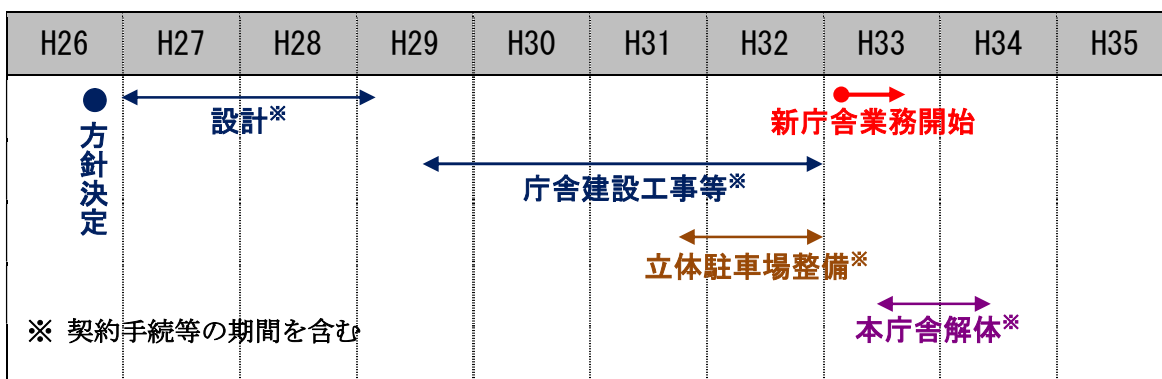 H26 H27 H28 H29 H30 H31 H32 H33 H34 H35
方針決定
設計※
新庁舎業務開始
庁舎建設工事等※
立体駐車場整備※
本庁舎解体※
※ 契約手続等の期間を含む